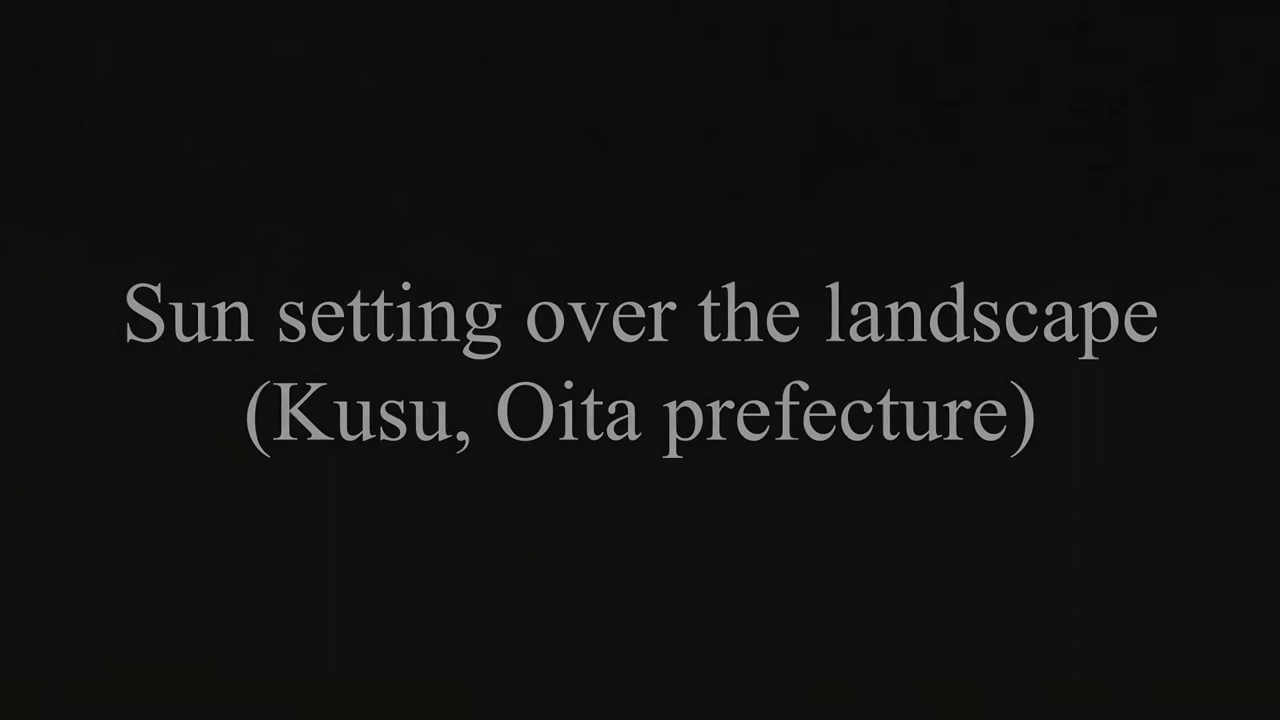 Sun setting over the landscape
(Kusu, Oita prefecture)